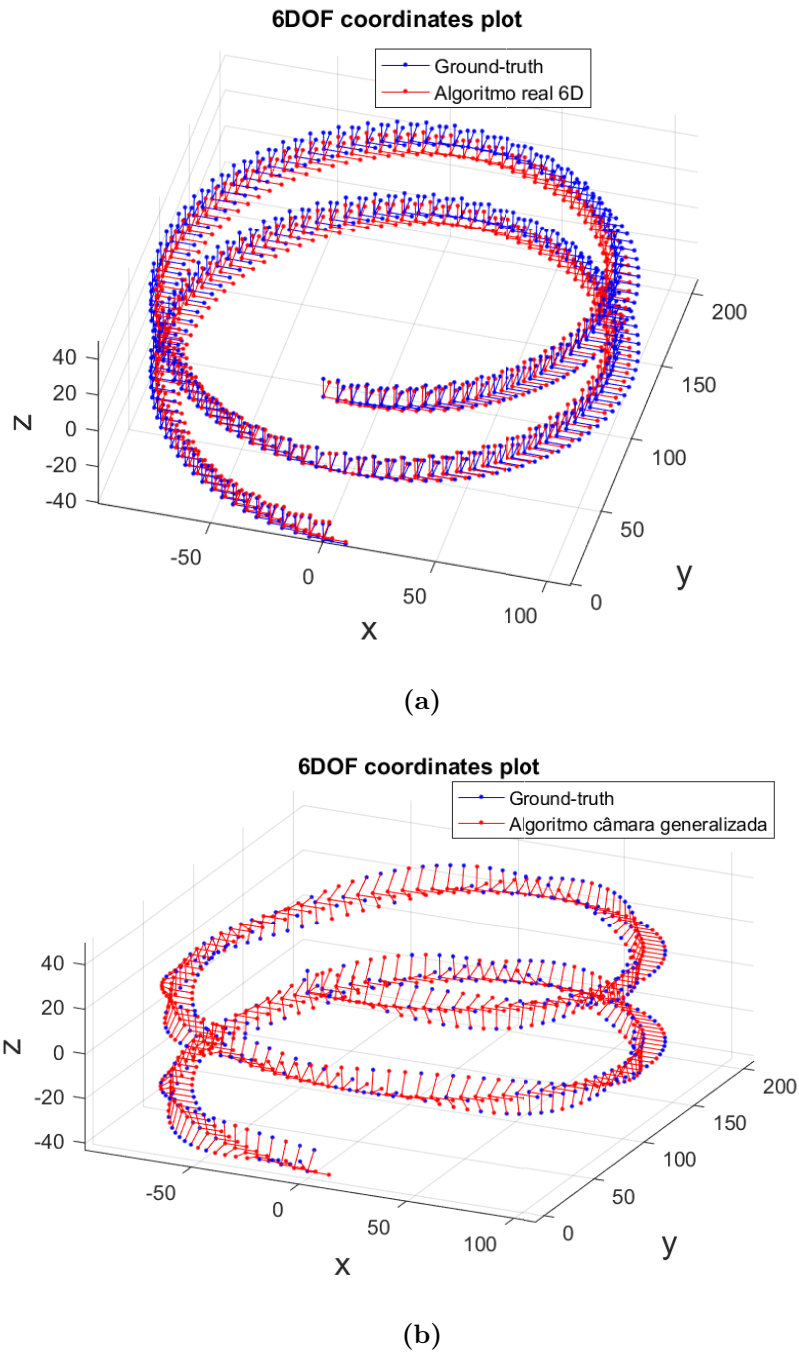 6DOF coordinates plot
Ground-truth
Algoritmo real 6D
40
20
0
-20
-40
z
-50
0
50
100
x
0
50
100
150
200
y
(a)
6DOF coordinates plot
Ground-truth
Algoritmo câmara generalizada
40
20
0
-20
-40
z
-50
0
50
100
x
0
50
100
150
200
y
(b)